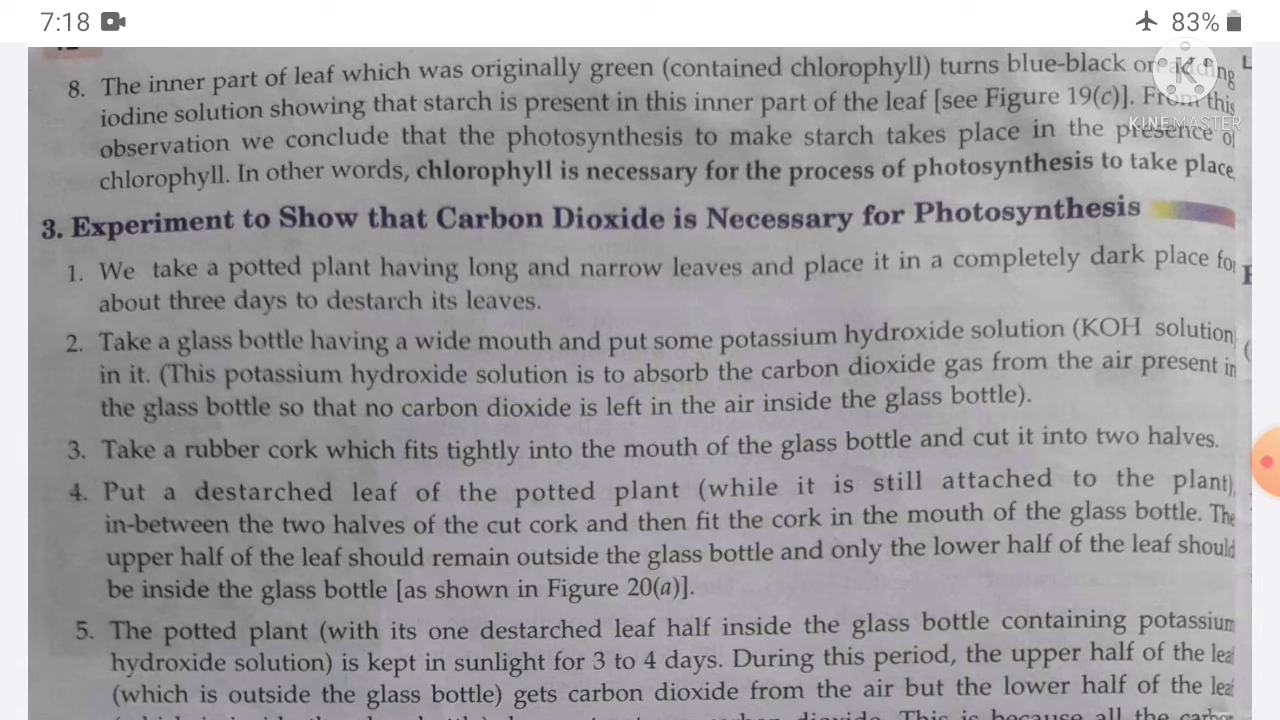 7:18
83%
8. The inner part of leaf which was originally green (contained chlorophyll) turns blue-black on adding
iodine solution showing that starch is present in this inner part of the leaf [see Figure 19(c)]. From this
KINEMASTER
observation we conclude that the photosynthesis to make starch takes place in the presence of
chlorophyll. In other words, chlorophyll is necessary for the process of photosynthesis to take place
3. Experiment to Show that Carbon Dioxide is Necessary for Photosynthesis
1. We take a potted plant having long and narrow leaves and place it in a completely dark place for
about three days to destarch its leaves.
2. Take a glass bottle having a wide mouth and put some potassium hydroxide solution (KOH solution
in it. (This potassium hydroxide solution is to absorb the carbon dioxide gas from the air present in
the glass bottle so that no carbon dioxide is left in the air inside the glass bottle).
3. Take a rubber cork which fits tightly into the mouth of the glass bottle and cut it into two halves.
4. Put a destarched leaf of the potted plant (while it is still attached to the plant),
in-between the two halves of the cut cork and then fit the cork in the mouth of the glass bottle. The
upper half of the leaf should remain outside the glass bottle and only the lower half of the leaf should
be inside the glass bottle [as shown in Figure 20(a)].
5. The potted plant (with its one destarched leaf half inside the glass bottle containing potassium
hydroxide solution) is kept in sunlight for 3 to 4 days. During this period, the upper half of the leaf
(which is outside the glass bottle) gets carbon dioxide from the air but the lower half of the leaf
dioxide. This is because all the